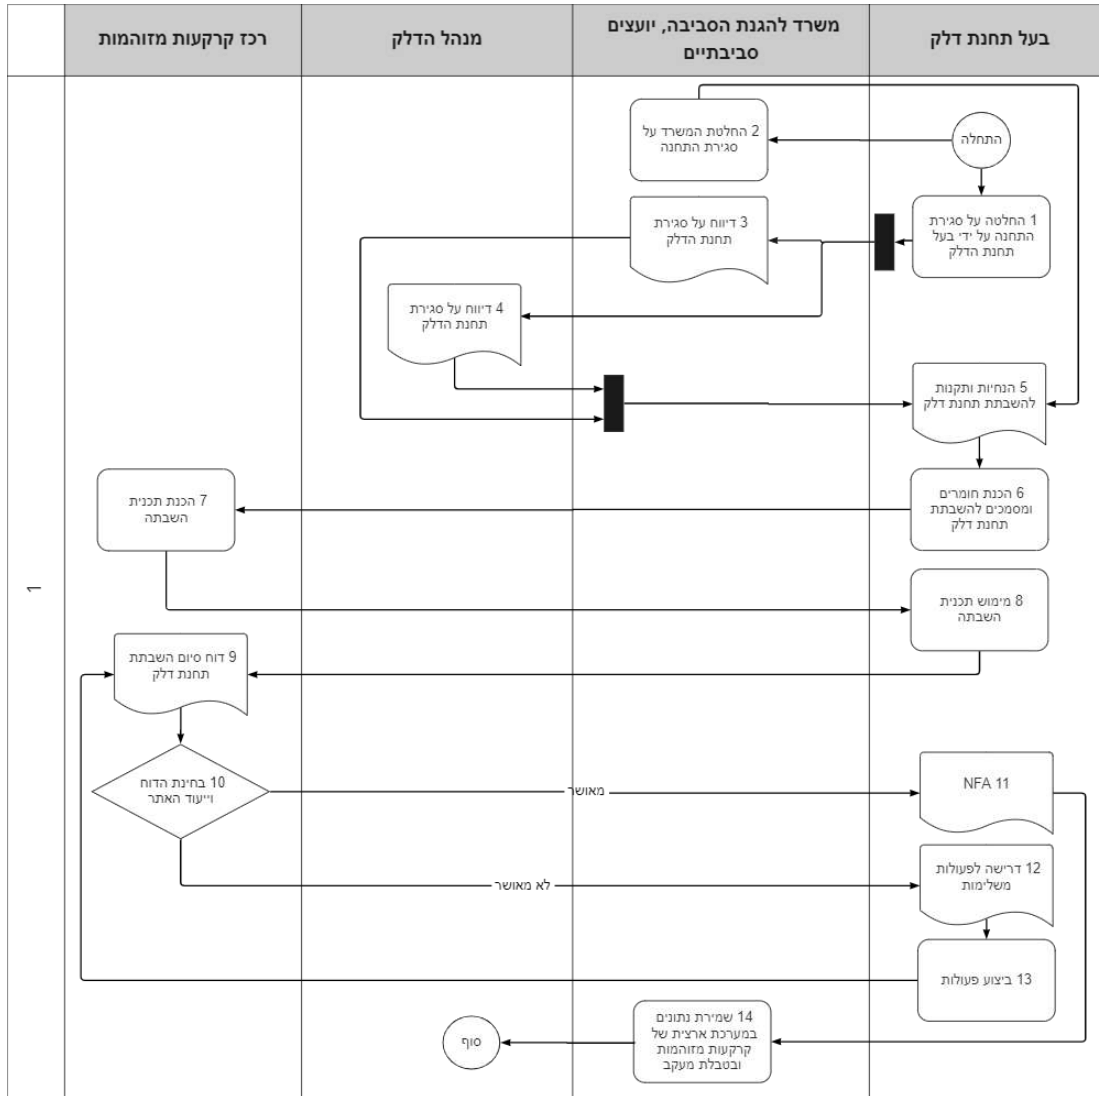 בעל תחנת דלק
משרד להגנת הסביבה, יועצים
סביבתיים
מנהל הדלק
רכז קרקעות מזוהמות
1
התחלה
1 החלטה על סגירת
התחנה על ידי בעל
תחנת הדלק
2 החלטת המשרד על
סגירת התחנה
3 דיווח על סגירת
תחנת הדלק
4 דיווח על סגירת
תחנת הדלק
5 הנחיות ותקנות
להשבתת תחנת דלק
6 הכנת חומרים
ומסמכים להשבתת
תחנת דלק
7 הכנת תכנית
השבתה
8 מימוש תכנית
השבתה
9 דוח סיום השבתת
תחנת דלק
10 בחינת הדוח
וייעוד האתר
מאושר
NFA 11
לא מאושר
12 דרישה לפעולות
משלימות
13 ביצוע פעולות
14 שמירת נתונים
במערכת ארצית של
קרקעות מזוהמות
ובטבלת מעקב
סוף